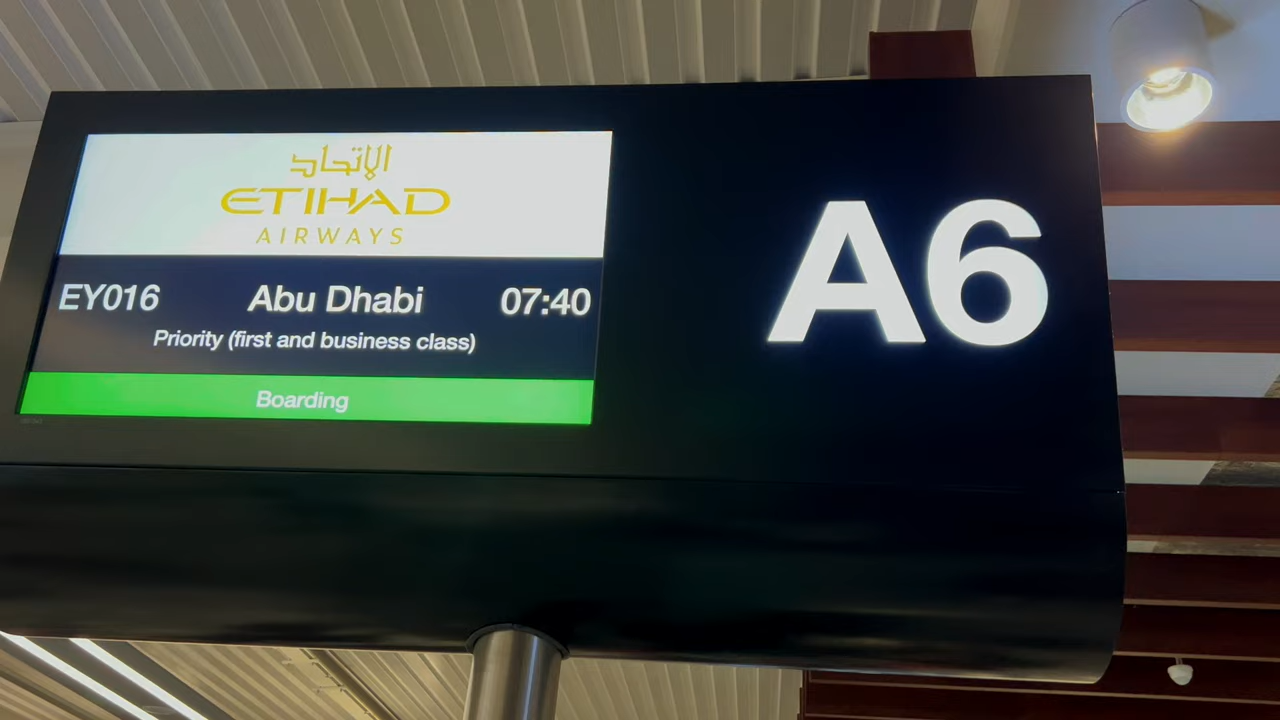 الإتحاد
ETIHAD
AIRWAYS
EY016 Abu Dhabi 07:40
Priority (first and business class)
Boarding
A6